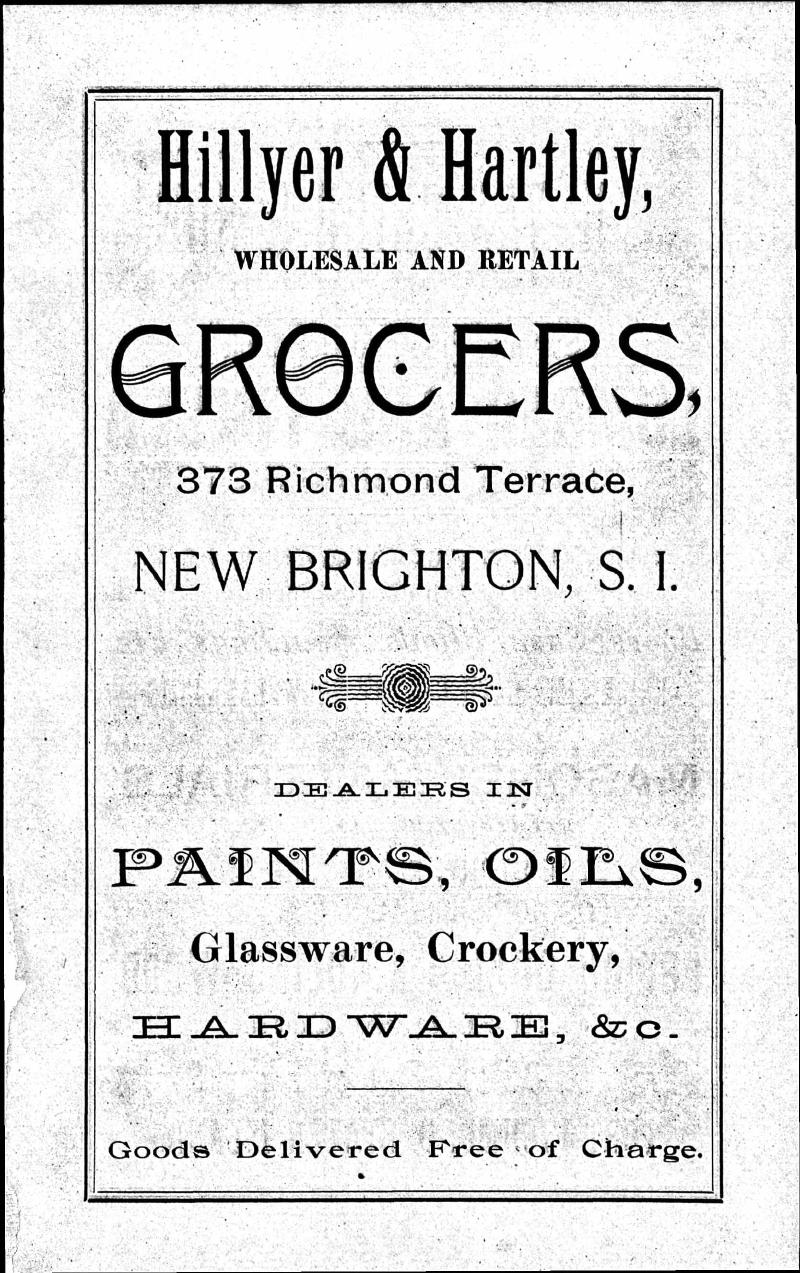 Hillyer & Hartley,
WHOLESALE AND RETAIL
GROCERS,
373 Richmond Terrace,
NEW BRIGHTON, S. I.
DEALERS IN
PAINTS, OILS,
Glassware, Crockery,
HARDWARE, &c.
Goods Delivered Free of Charge.